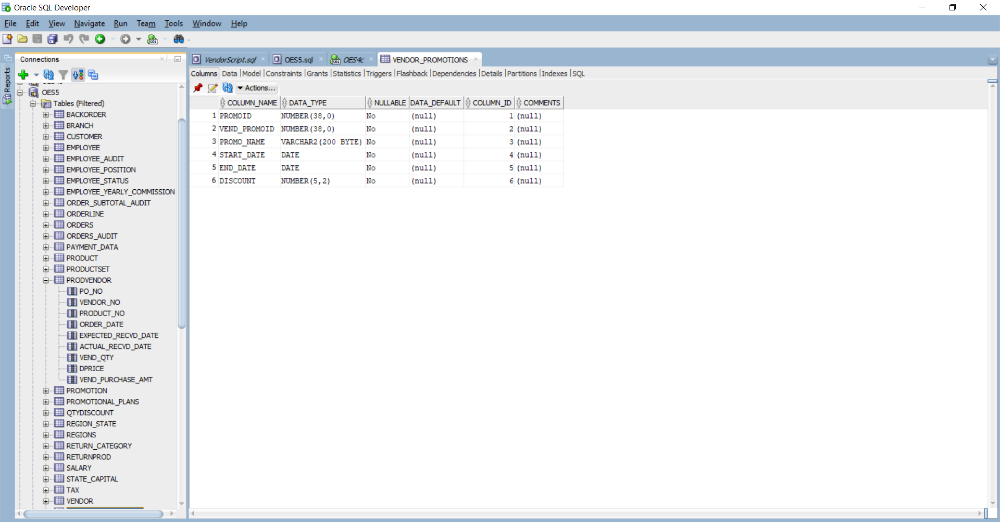 Oracle SQL Developer
File Edit View Navigate Run Team Tools Window Help
Reports
Connections
OES5
Tables (Filtered)
BACKORDER
BRANCH
CUSTOMER
EMPLOYEE
EMPLOYEE_AUDIT
EMPLOYEE_POSITION
EMPLOYEE_STATUS
EMPLOYEE_YEARLY_COMMISSION
ORDER_SUBTOTAL_AUDIT
ORDERLINE
ORDERS
ORDERS_AUDIT
PAYMENT_DATA
PRODUCT
PRODUCTSET
PRODVENDOR
PO_NO
VENDOR_NO
PRODUCT_NO
ORDER_DATE
EXPECTED_RECVD_DATE
ACTUAL_RECVD_DATE
VEND_QTY
DPRICE
VEND_PURCHASE_AMT
PROMOTION
PROMOTIONAL_PLANS
QTYDISCOUNT
REGION_STATE
REGIONS
RETURN_CATEGORY
RETURNPROD
SALARY
STATE_CAPITAL
TAX
VENDOR
VendorScript.sql OES5.sql OES4c VENDOR_PROMOTIONS
Columns Data |Model |Constraints |Grants |Statistics |Triggers |Flashback |Dependencies |Details |Partitions |Indexes |SQL
Actions...
COLUMN_NAME DATA_TYPE NULLABLE DATA_DEFAULT COLUMN_ID COMMENTS
1 PROMOID NUMBER(38,0) No (null) 1 (null)
2 VEND_PROMOID NUMBER(38,0) No (null) 2 (null)
3 PROMO_NAME VARCHAR2(200 BYTE) No (null) 3 (null)
4 START_DATE DATE No (null) 4 (null)
5 END_DATE DATE No (null) 5 (null)
6 DISCOUNT NUMBER(5,2) No (null) 6 (null)